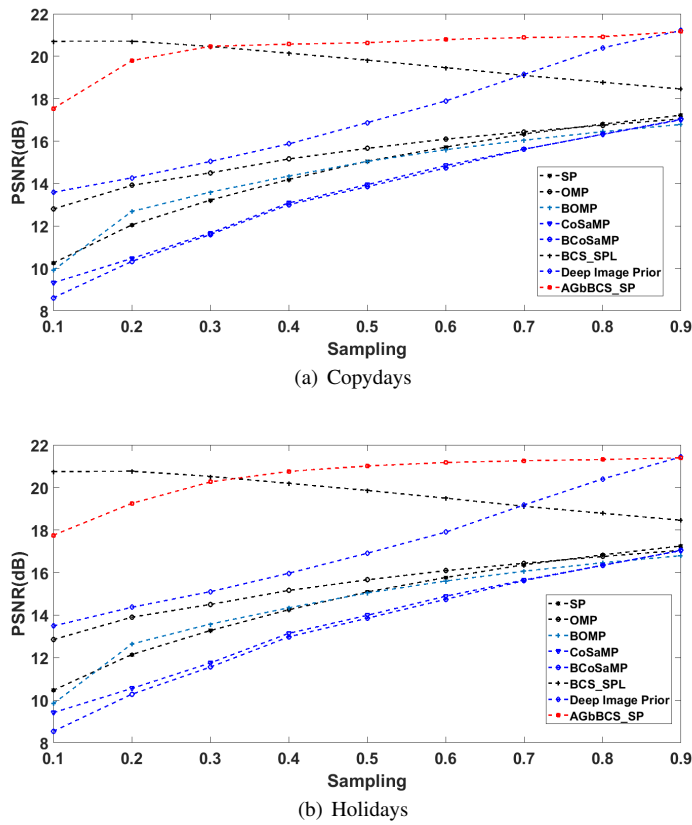 22
20
18
16
14
12
10
8
PSNR(dB)
0.1 0.2 0.3 0.4 0.5 0.6 0.7 0.8 0.9
Sampling
SP
OMP
BOMP
CoSaMP
BCoSaMP
BCS_SPL
Deep Image Prior
AGbBCS_SP
(a) Copydays
22
20
18
16
14
12
10
8
PSNR(dB)
0.1 0.2 0.3 0.4 0.5 0.6 0.7 0.8 0.9
Sampling
SP
OMP
BOMP
CoSaMP
BCoSaMP
BCS_SPL
Deep Image Prior
AGbBCS_SP
(b) Holidays